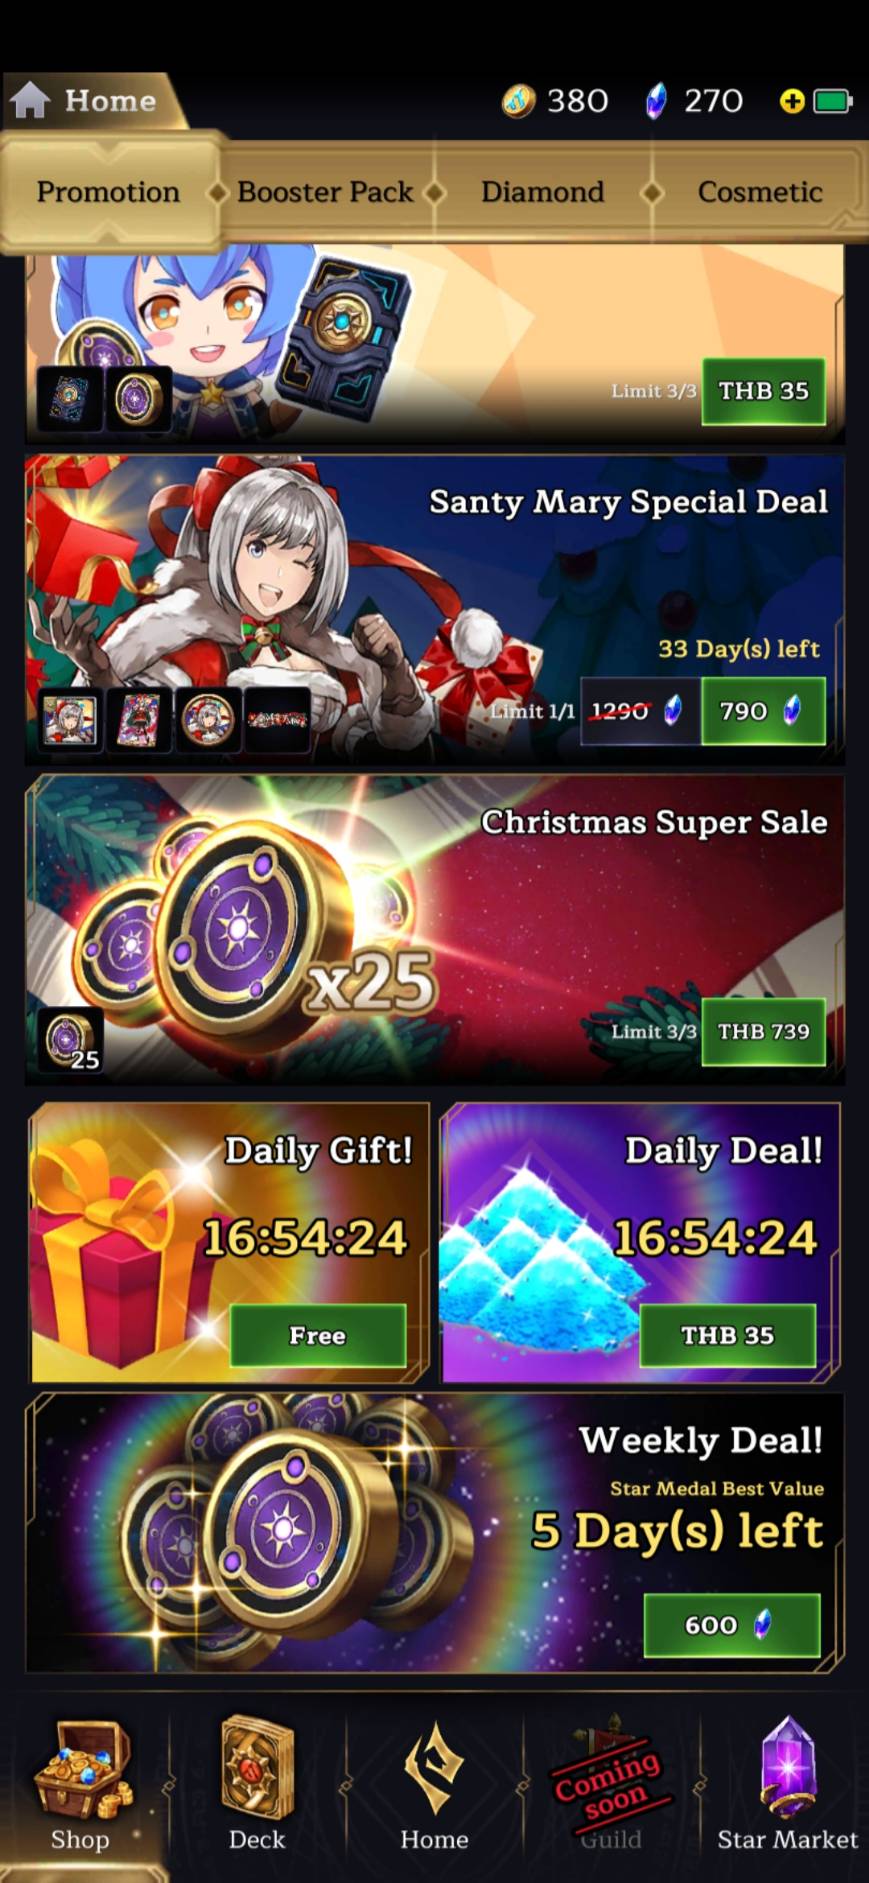 Home
380
270
Promotion
Booster Pack
Diamond
Cosmetic
Limit 3/3
THB 35
Santy Mary Special Deal
33 Day(s) left
Limit 1/1
1290
790
Christmas Super Sale
x25
25
Limit 3/3
THB 739
Daily Gift!
16:54:24
Free
Daily Deal!
16:54:24
THB 35
Weekly Deal!
Star Medal Best Value
5 Day(s) left
600
Shop
Deck
Home
Coming
soon
Guild
Star Market